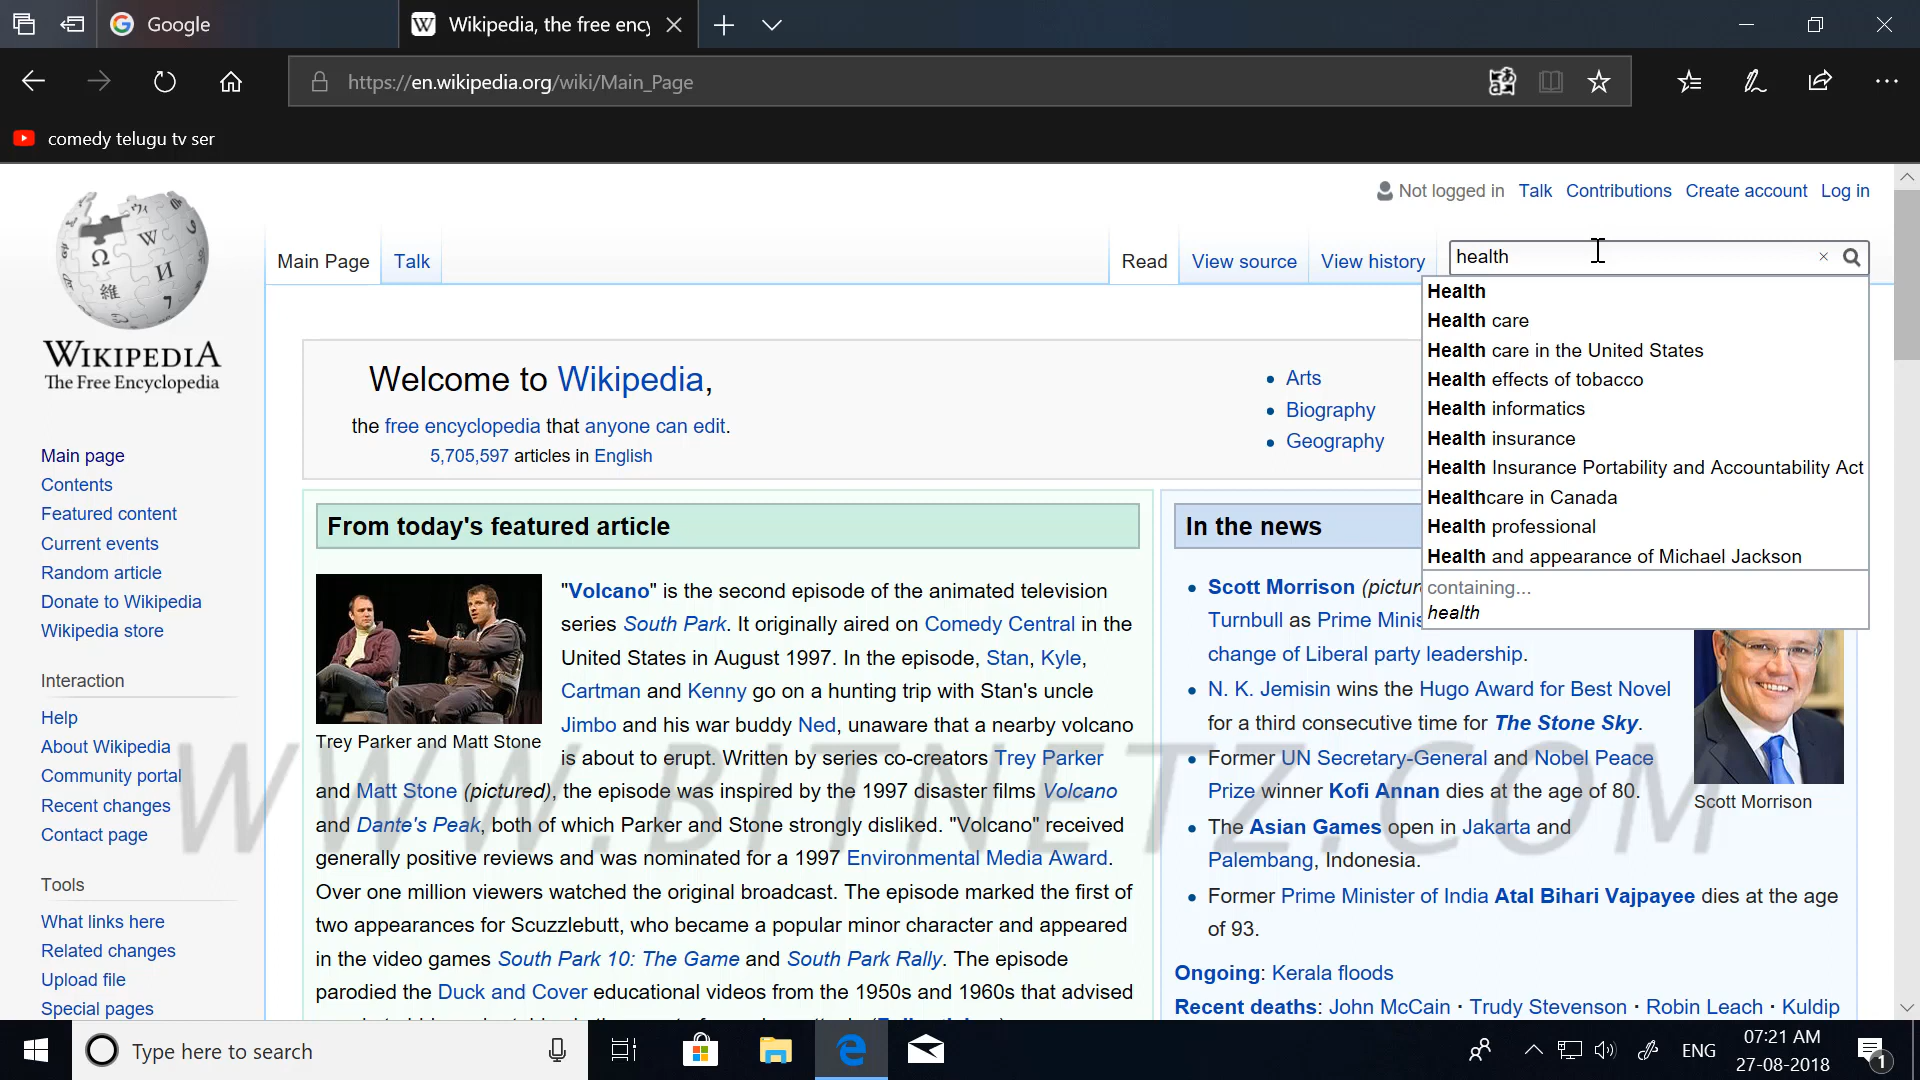 Google
Wikipedia, the free ency
https://en.wikipedia.org/wiki/Main_Page
comedy telugu tv ser
Not logged in Talk Contributions Create account Log in
Main Page Talk Read View source View history health
Health
Health care
Health care in the United States
Health effects of tobacco
Health informatics
Health insurance
Health Insurance Portability and Accountability Act
Healthcare in Canada
Health professional
Health and appearance of Michael Jackson
containing...
health
WIKIPEDIA
The Free Encyclopedia
Main page
Contents
Featured content
Current events
Random article
Donate to Wikipedia
Wikipedia store
Interaction
Help
About Wikipedia
Community portal
Recent changes
Contact page
Tools
What links here
Related changes
Upload file
Special pages
Welcome to Wikipedia,
the free encyclopedia that anyone can edit.
5,705,597 articles in English
Arts
Biography
Geography
From today's featured article
Trey Parker and Matt Stone
"Volcano" is the second episode of the animated television
series South Park. It originally aired on Comedy Central in the
United States in August 1997. In the episode, Stan, Kyle,
Cartman and Kenny go on a hunting trip with Stan's uncle
Jimbo and his war buddy Ned, unaware that a nearby volcano
is about to erupt. Written by series co-creators Trey Parker
and Matt Stone (pictured), the episode was inspired by the 1997 disaster films Volcano
and Dante's Peak, both of which Parker and Stone strongly disliked. "Volcano" received
generally positive reviews and was nominated for a 1997 Environmental Media Award.
Over one million viewers watched the original broadcast. The episode marked the first of
two appearances for Scuzzlebutt, who became a popular minor character and appeared
in the video games South Park 10: The Game and South Park Rally. The episode
parodied the Duck and Cover educational videos from the 1950s and 1960s that advised
In the news
Scott Morrison (pictur
Turnbull as Prime Minis
change of Liberal party leadership.
N. K. Jemisin wins the Hugo Award for Best Novel
for a third consecutive time for The Stone Sky.
Former UN Secretary-General and Nobel Peace
Prize winner Kofi Annan dies at the age of 80.
The Asian Games open in Jakarta and
Palembang, Indonesia.
Former Prime Minister of India Atal Bihari Vajpayee dies at the age
of 93.
Scott Morrison
Ongoing: Kerala floods
Recent deaths: John McCain · Trudy Stevenson · Robin Leach · Kuldip
WWW.BITNETZ.COM
Type here to search
ENG
07:21 AM
27-08-2018
1